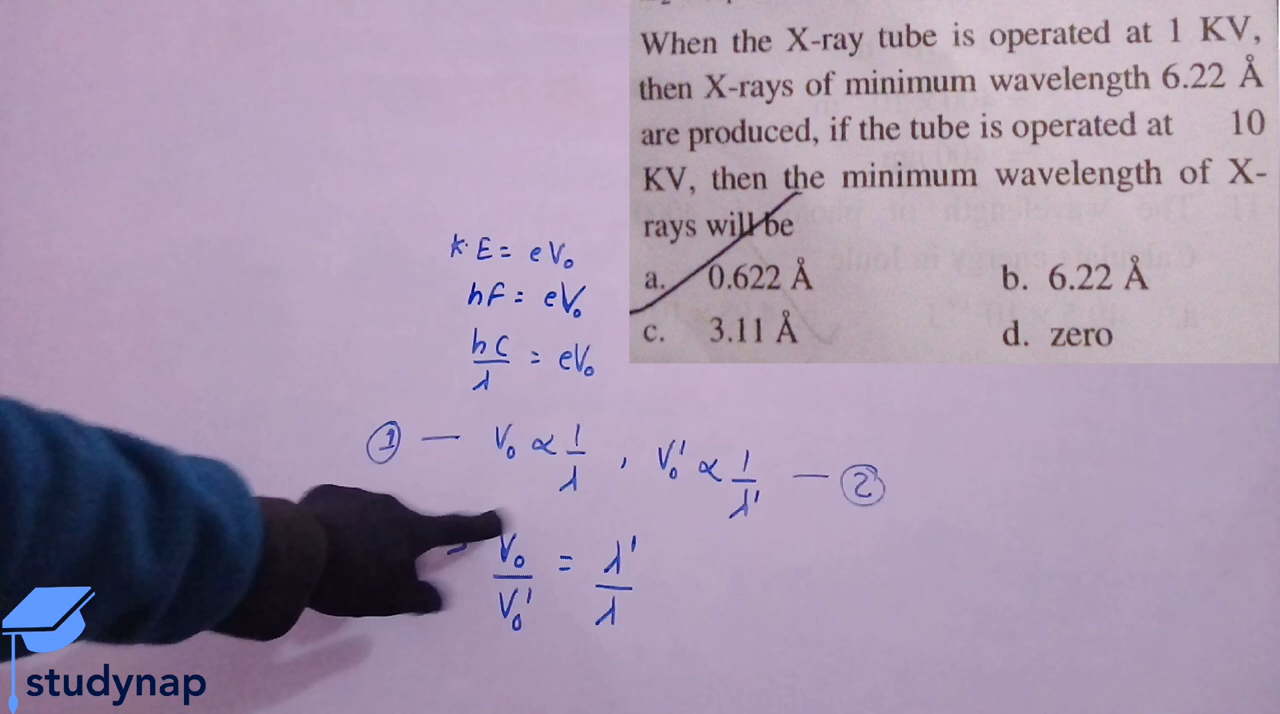 When the X-ray tube is operated at 1 KV,
then X-rays of minimum wavelength 6.22 Å
are produced, if the tube is operated at 10
KV, then the minimum wavelength of X-
rays will be
a. 0.622 Å b. 6.22 Å
c. 3.11 Å d. zero
K.E = eV₀
hf = eV₀
hc/λ = eV₀
① — V₀ ∝ 1/λ , V₀' ∝ 1/λ' — ②
V₀/V₀' = λ'/λ
studynap